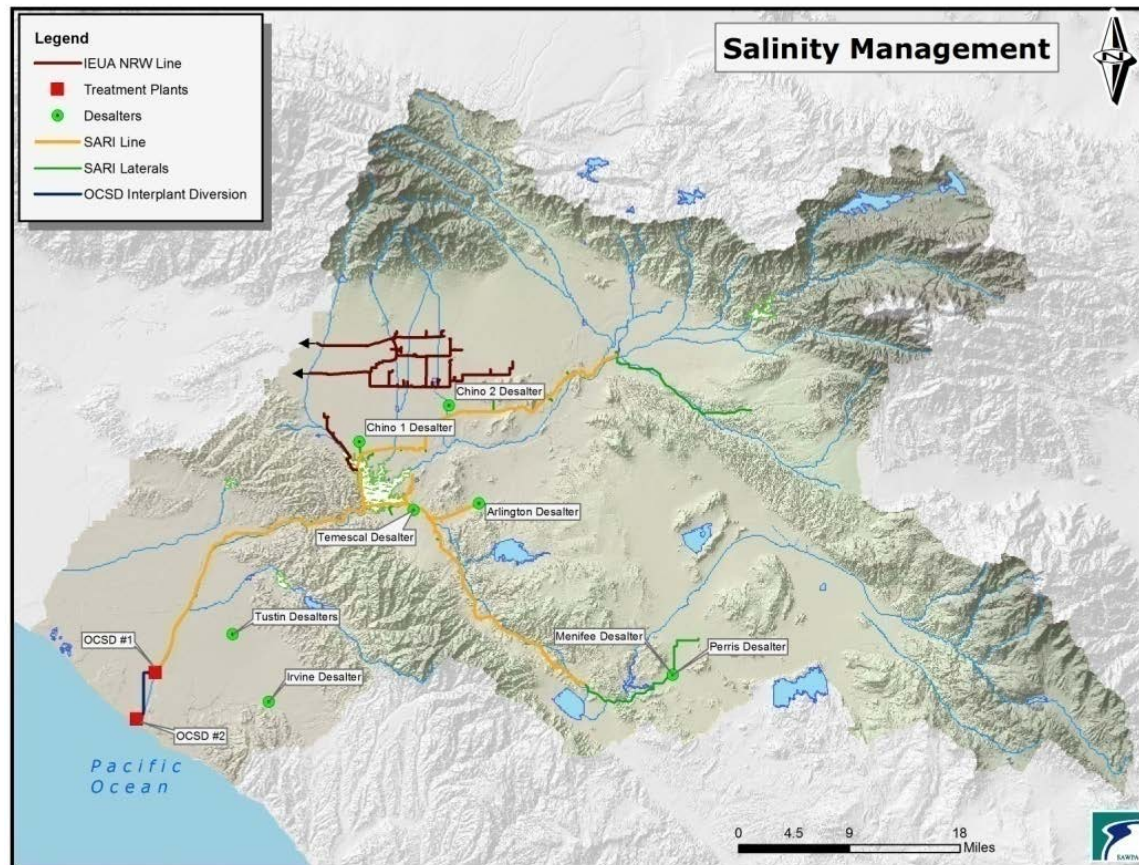 Legend
IEUA NRW Line
Treatment Plants
Desalters
SARI Line
SARI Laterals
OCSD Interplant Diversion
Salinity Management
N
Chino 2 Desalter
Chino 1 Desalter
Arlington Desalter
Temescal Desalter
Tustin Desalters
OCSD #1
Menifee Desalter
Perris Desalter
Irvine Desalter
OCSD #2
Pacific
Ocean
0 4.5 9 18
Miles
SAWPA